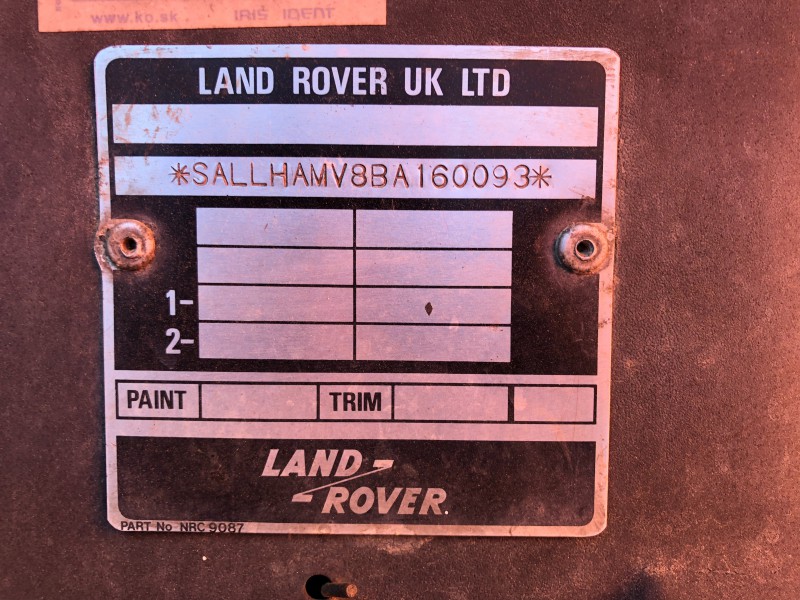 www.ko.sk . IRIS IDENT
LAND ROVER UK LTD
*SALLHAMV8BA160093*
1-
2-
PAINT TRIM
LAND-
-ROVER.
PART No NRC 9087